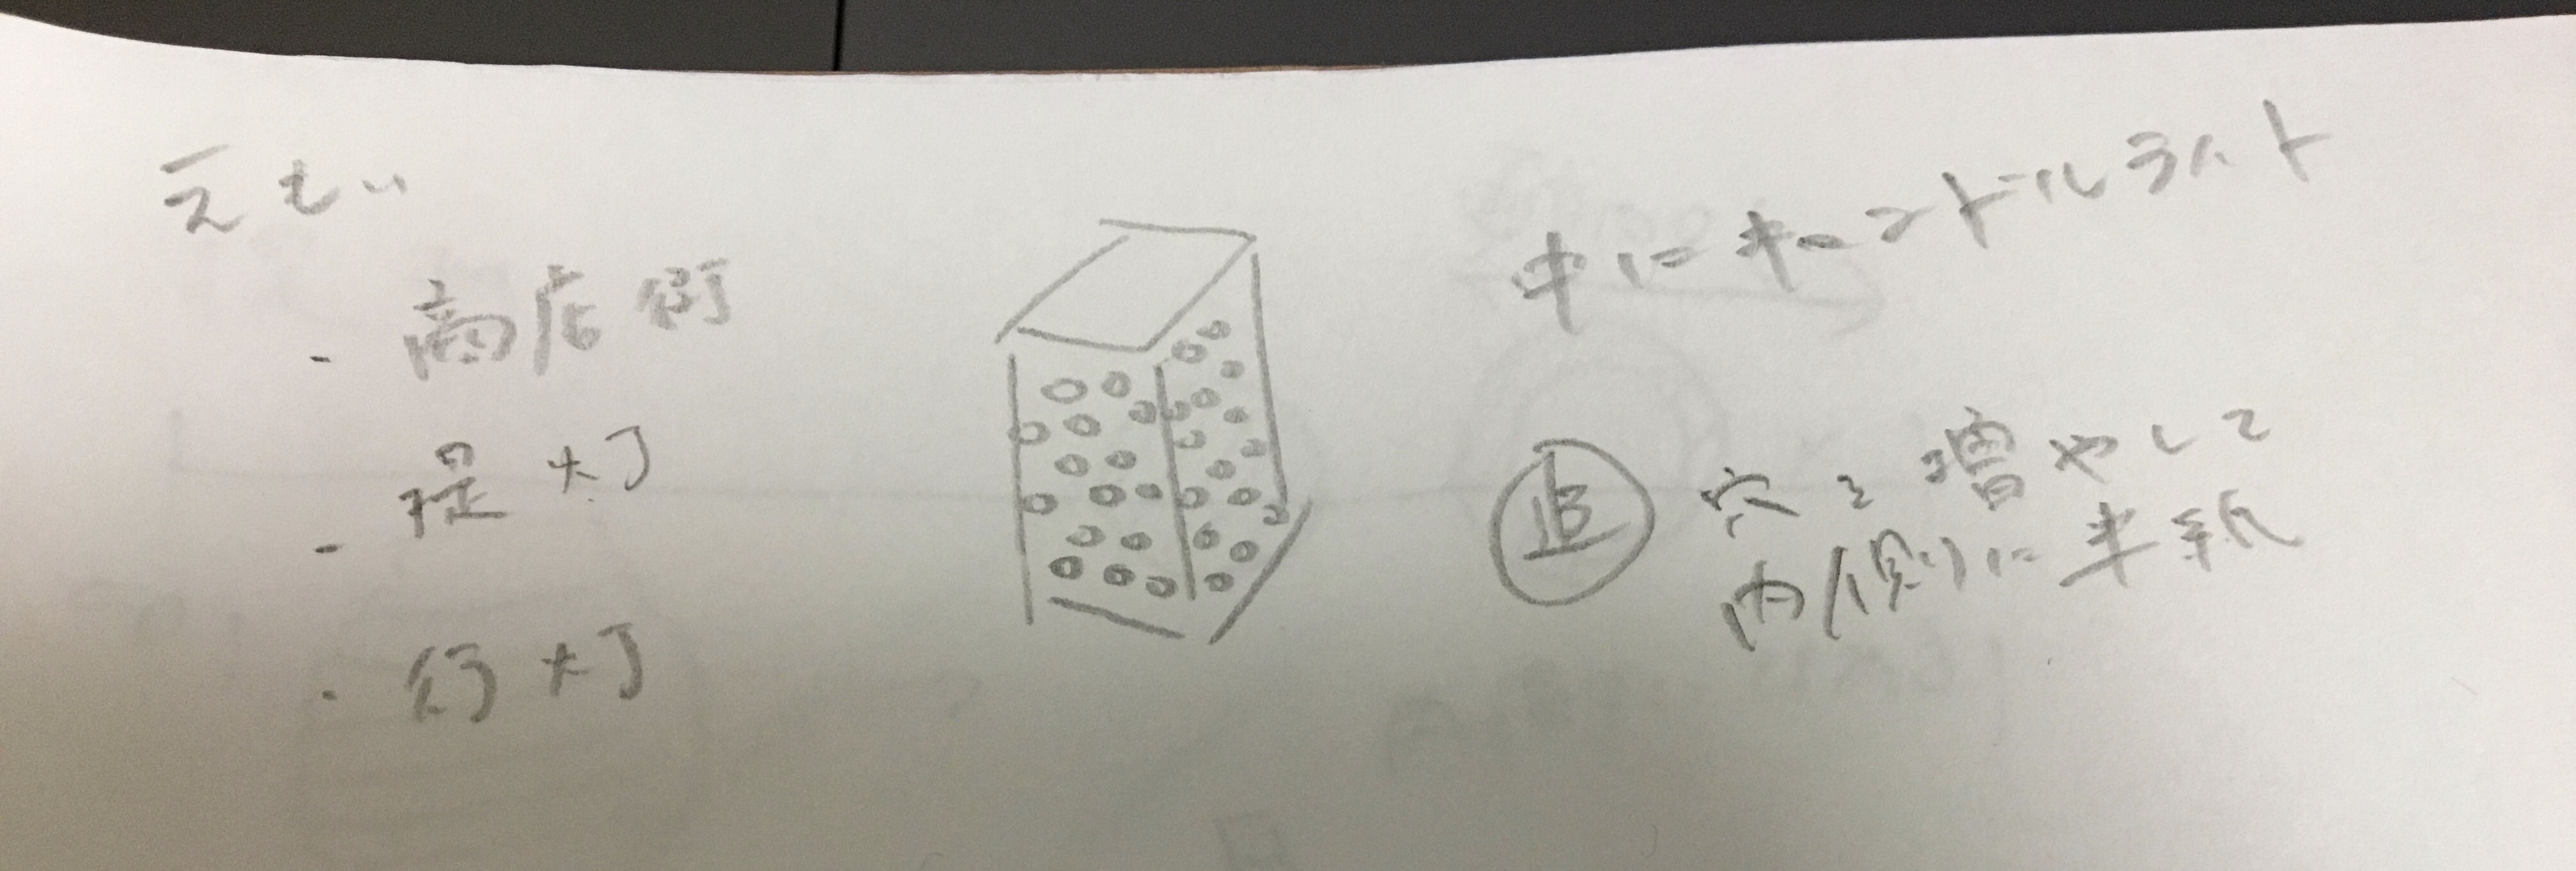 えもい
・商店街
・提灯
・行灯
中にキャンドルライト
追 穴を増やして
内側に半紙